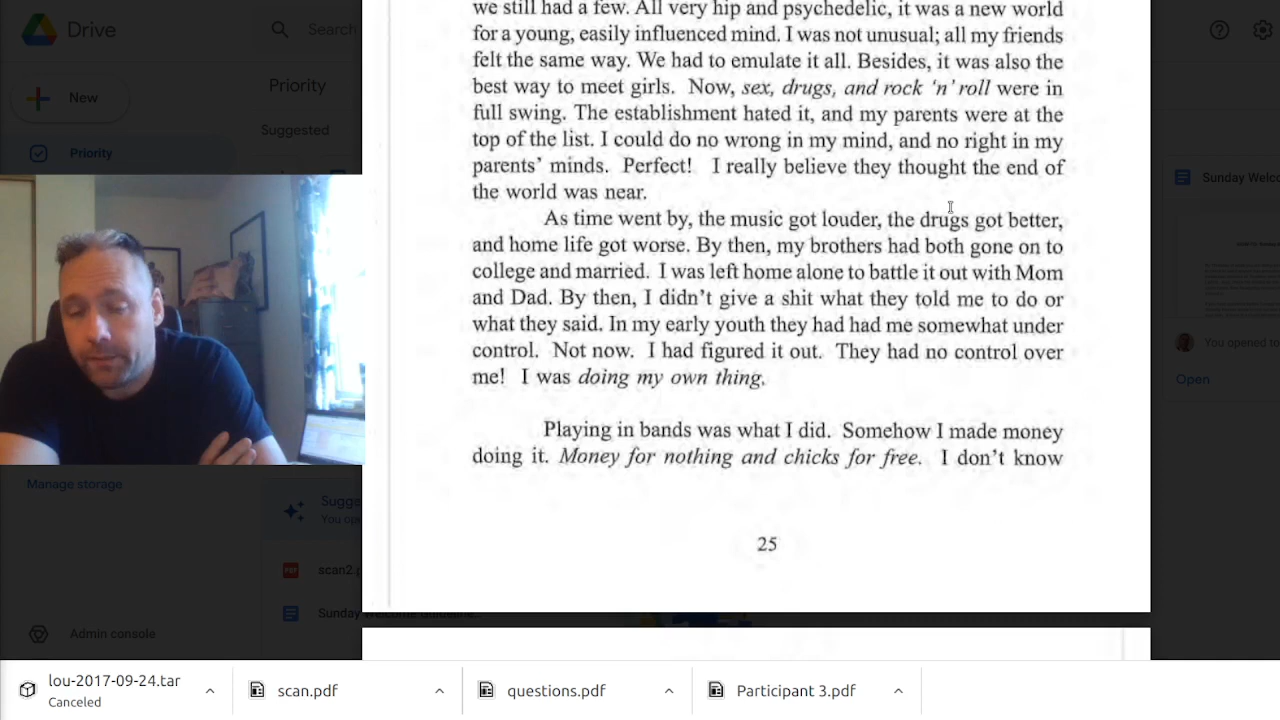 Drive
Search
New
Priority
Suggested
Priority
we still had a few. All very hip and psychedelic, it was a new world
for a young, easily influenced mind. I was not unusual; all my friends
felt the same way. We had to emulate it all. Besides, it was also the
best way to meet girls. Now, sex, drugs, and rock ‘n’ roll were in
full swing. The establishment hated it, and my parents were at the
top of the list. I could do no wrong in my mind, and no right in my
parents’ minds. Perfect! I really believe they thought the end of
the world was near.
As time went by, the music got louder, the drugs got better,
and home life got worse. By then, my brothers had both gone on to
college and married. I was left home alone to battle it out with Mom
and Dad. By then, I didn’t give a shit what they told me to do or
what they said. In my early youth they had had me somewhat under
control. Not now. I had figured it out. They had no control over
me! I was doing my own thing.
Playing in bands was what I did. Somehow I made money
doing it. Money for nothing and chicks for free. I don’t know
25
Sunday Welco
You opened to
Open
Manage storage
Sugge
You ope
scan2.p
Sunday Welcome Guideline...
Admin console
lou-2017-09-24.tar
Canceled
scan.pdf
questions.pdf
Participant 3.pdf